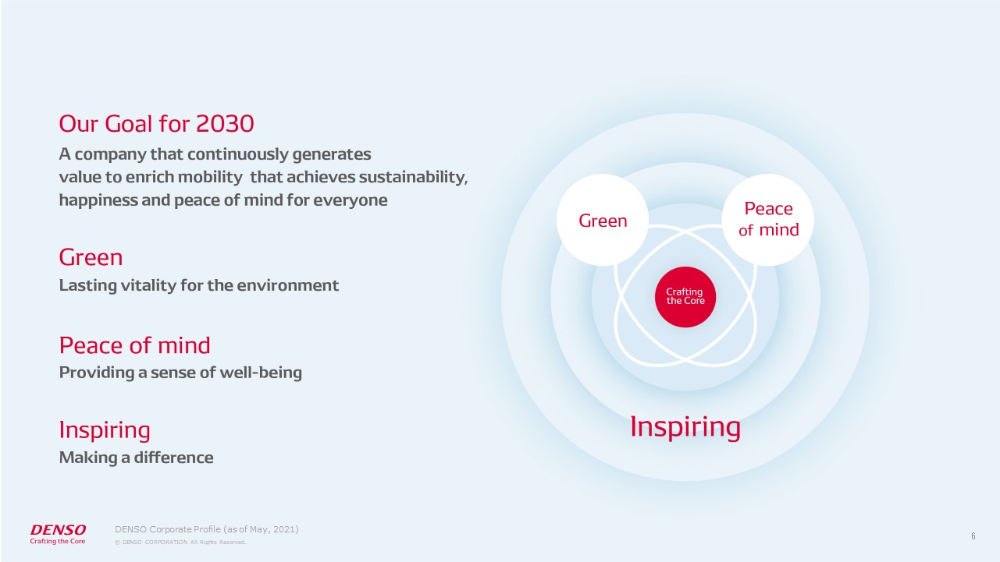 Our Goal for 2030
A company that continuously generates
value to enrich mobility that achieves sustainability,
happiness and peace of mind for everyone
Green
Lasting vitality for the environment
Peace of mind
Providing a sense of well-being
Inspiring
Making a difference
Green
Peace
of mind
Crafting
the Core
Inspiring
DENSO
Crafting the Core
DENSO Corporate Profile (as of May, 2021)
© DENSO CORPORATION All Rights Reserved.
6